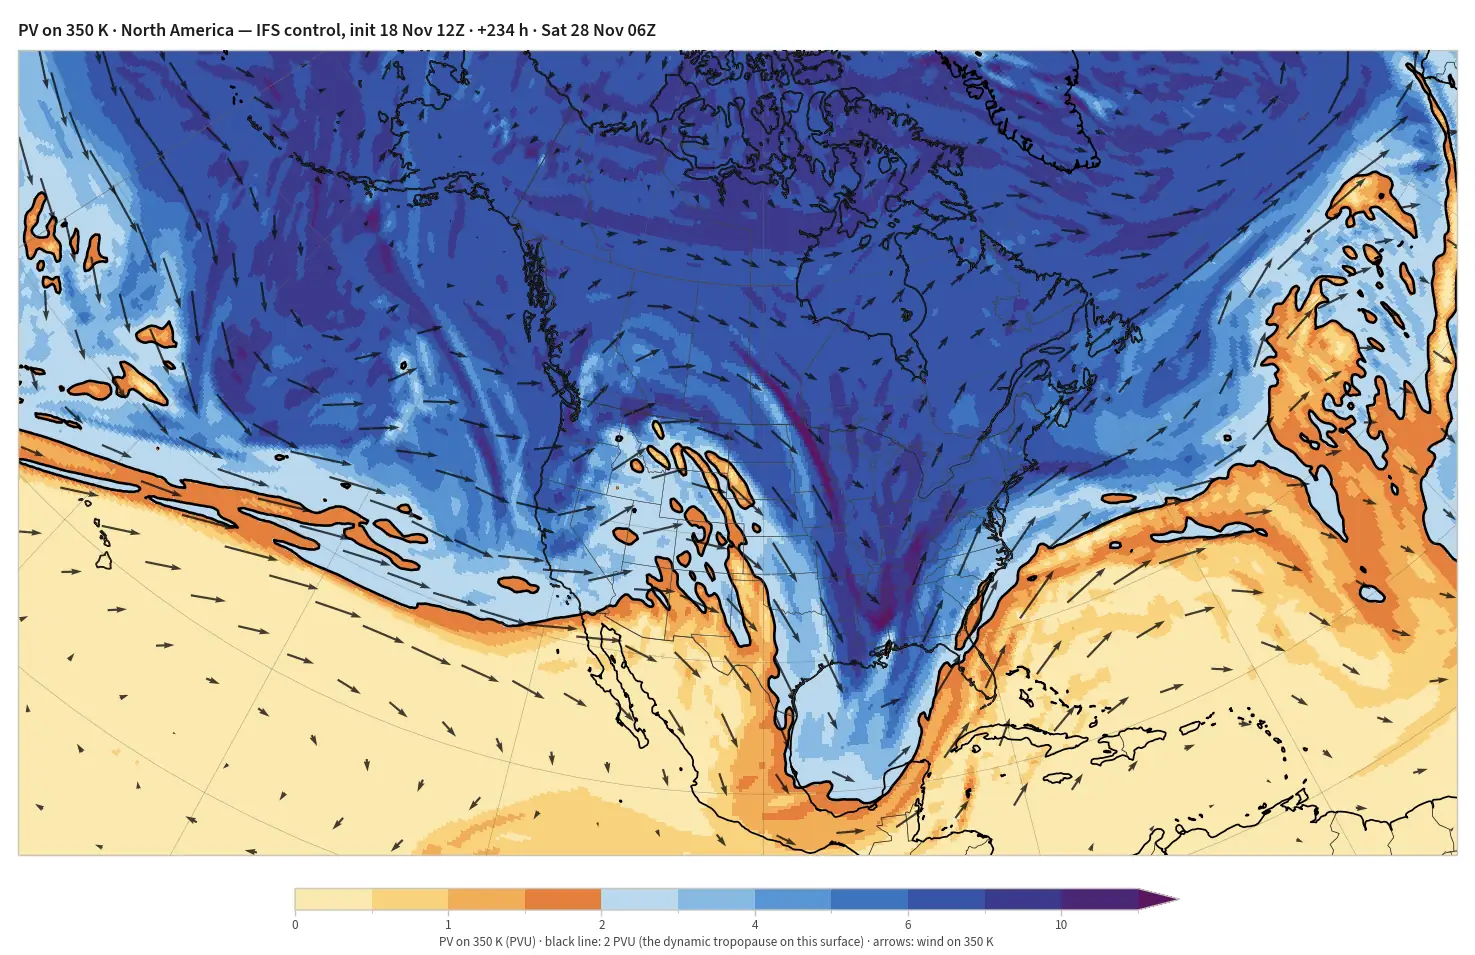 PV on 350 K · North America — IFS control, init 18 Nov 12Z · +234 h · Sat 28 Nov 06Z
0 1 2 4 6 10
PV on 350 K (PVU) · black line: 2 PVU (the dynamic tropopause on this surface) · arrows: wind on 350 K